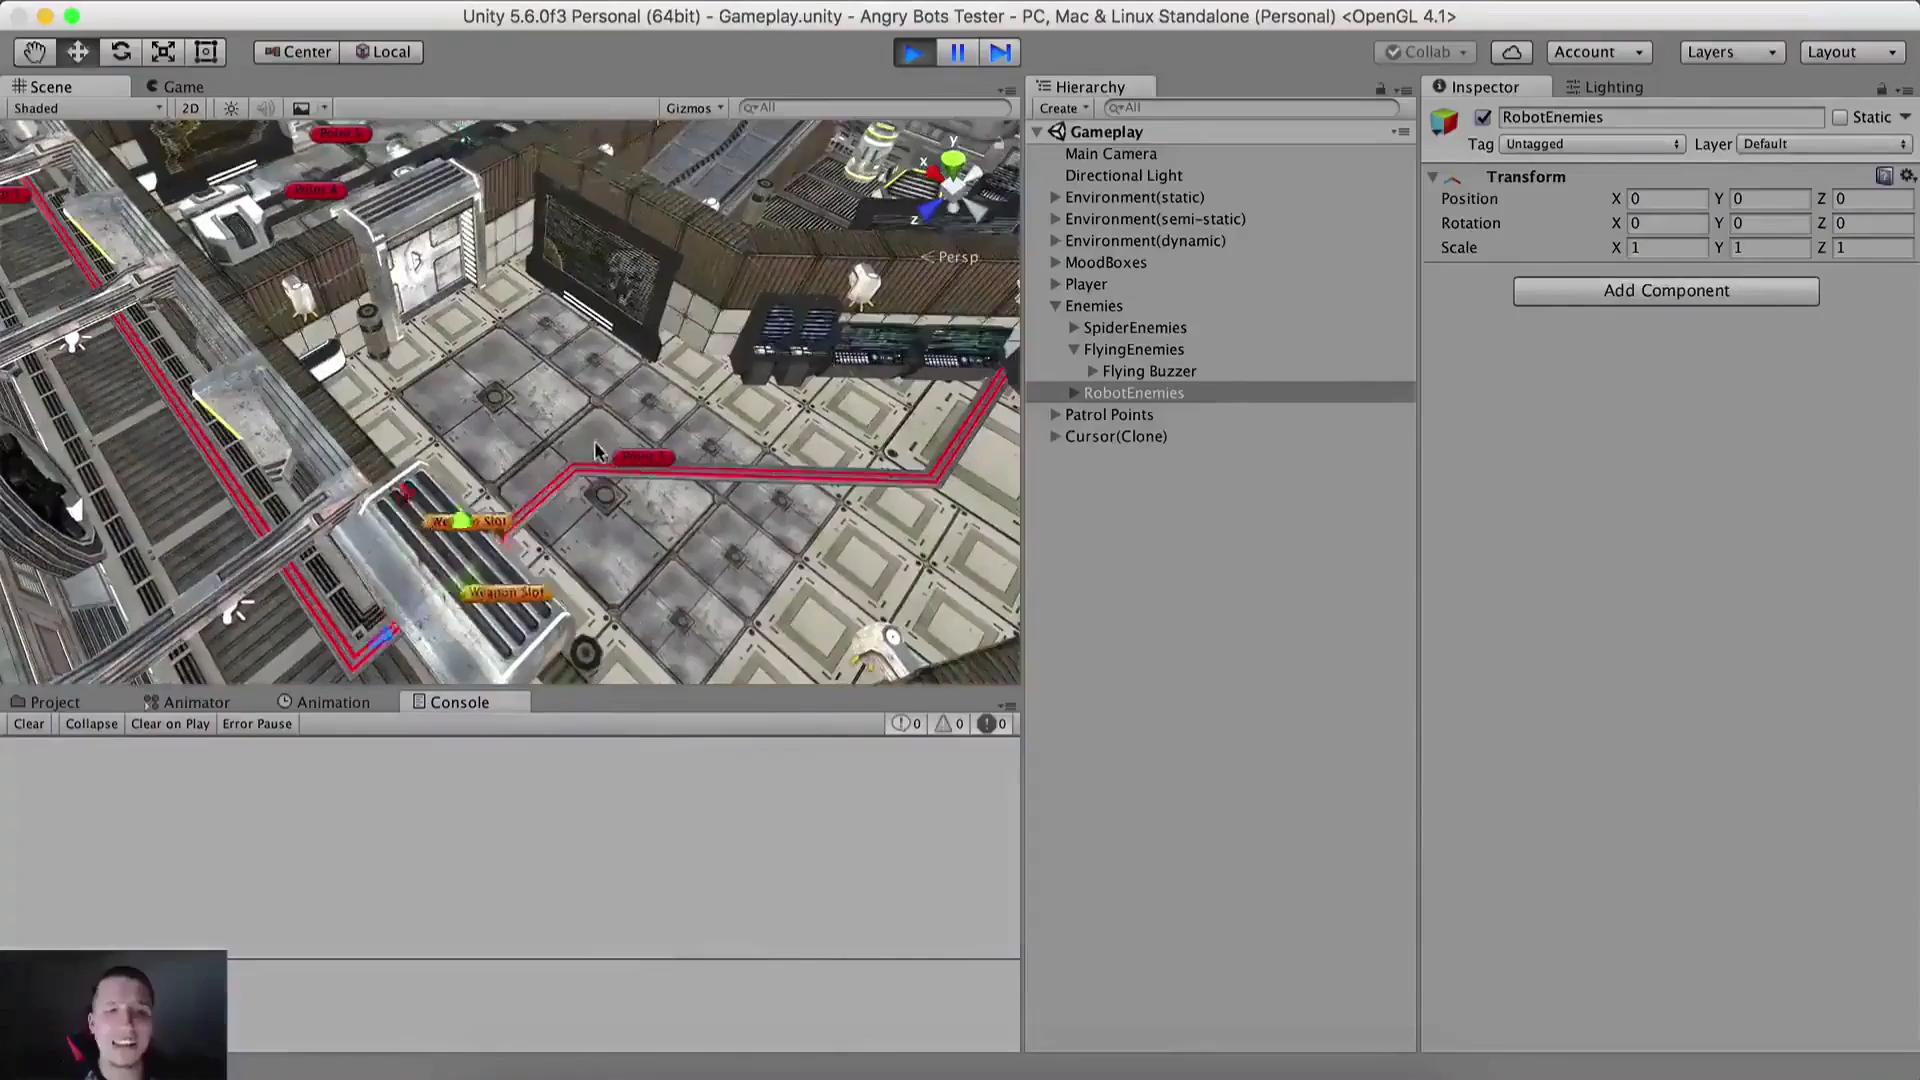 Unity 5.6.0f3 Personal (64bit) - Gameplay.unity - Angry Bots Tester - PC, Mac & Linux Standalone (Personal) <OpenGL 4.1>
Center Local
Collab Account Layers Layout
Scene Game
Shaded 2D Gizmos All
Point 4
y
x
z
Persp
Weapon Slot
Hierarchy
Create All
Gameplay
Main Camera
Directional Light
Environment(static)
Environment(semi-static)
Environment(dynamic)
MoodBoxes
Player
Enemies
SpiderEnemies
FlyingEnemies
Flying Buzzer
RobotEnemies
Patrol Points
Cursor(Clone)
Inspector Lighting
RobotEnemies Static
Tag Untagged Layer Default
Transform
Position X 0 Y 0 Z 0
Rotation X 0 Y 0 Z 0
Scale X 1 Y 1 Z 1
Add Component
Project Animator Animation Console
Clear Collapse Clear on Play Error Pause 0 0 0